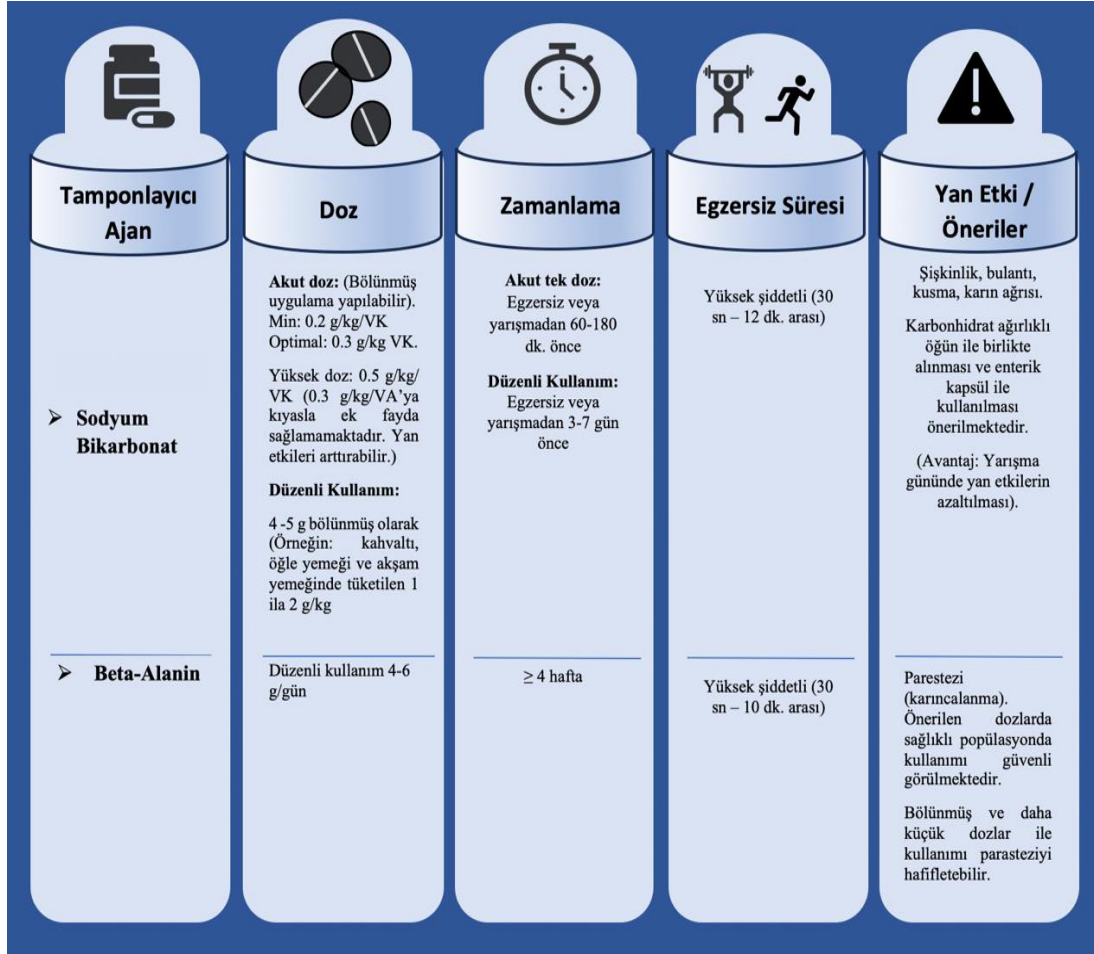 Tamponlayıcı
Ajan
Doz
Zamanlama
Egzersiz Süresi
Yan Etki /
Öneriler
➤ Sodyum
Bikarbonat
Akut doz: (Bölünmüş
uygulama yapılabilir).
Min: 0.2 g/kg/VK
Optimal: 0.3 g/kg VK.
Yüksek doz: 0.5 g/kg/
VK (0.3 g/kg/VA'ya
kıyasla ek fayda
sağlamamaktadır. Yan
etkileri arttırabilir.)
Düzenli Kullanım:
4 -5 g bölünmüş olarak
(Örneğin: kahvaltı,
öğle yemeği ve akşam
yemeğinde tüketilen 1
ila 2 g/kg
Akut tek doz:
Egzersiz veya
yarışmadan 60-180
dk. önce
Düzenli Kullanım:
Egzersiz veya
yarışmadan 3-7 gün
önce
Yüksek şiddetli (30
sn – 12 dk. arası)
Şişkinlik, bulantı,
kusma, karın ağrısı.
Karbonhidrat ağırlıklı
öğün ile birlikte
alınması ve enterik
kapsül ile
kullanılması
önerilmektedir.
(Avantaj: Yarışma
gününde yan etkilerin
azaltılması).
➤ Beta-Alanin
Düzenli kullanım 4-6
g/gün
≥ 4 hafta
Yüksek şiddetli (30
sn – 10 dk. arası)
Parestezi
(karıncalanma).
Önerilen dozlarda
sağlıklı popülasyonda
kullanımı güvenli
görülmektedir.
Bölünmüş ve daha
küçük dozlar ile
kullanımı parasteziyi
hafifletebilir.